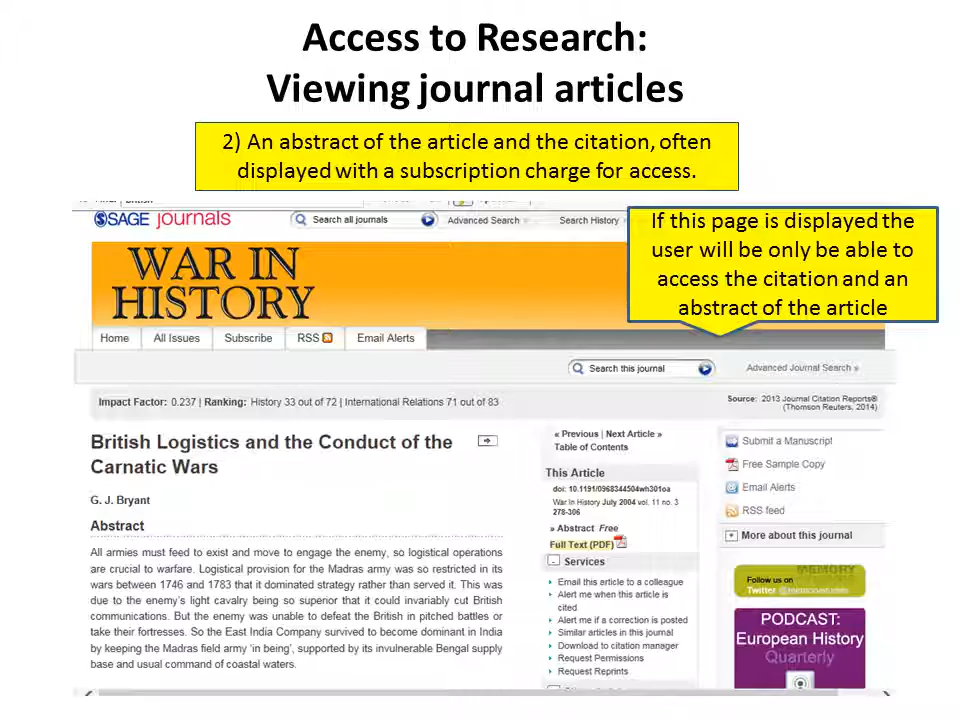 Access to Research:
Viewing journal articles
2) An abstract of the article and the citation, often
displayed with a subscription charge for access.
If this page is displayed the
user will be only be able to
access the citation and an
abstract of the article
SSAGE journals
Search all journals
Advanced Search
Search History
WAR IN
HISTORY
Home
All Issues
Subscribe
RSS
Email Alerts
Search this journal
Advanced Journal Search »
Impact Factor: 0.237 | Ranking: History 33 out of 72 | International Relations 71 out of 83
Source: 2013 Journal Citation Reports®
(Thomson Reuters, 2014)
British Logistics and the Conduct of the
Carnatic Wars
G. J. Bryant
Abstract
All armies must feed to exist and move to engage the enemy, so logistical operations
are crucial to warfare. Logistical provision for the Madras army was so restricted in its
wars between 1746 and 1783 that it dominated strategy rather than served it. This was
due to the enemy's light cavalry being so superior that it could invariably cut British
communications. But the enemy was unable to defeat the British in pitched battles or
take their fortresses. So the East India Company survived to become dominant in India
by keeping the Madras field army 'in being', supported by its invulnerable Bengal supply
base and usual command of coastal waters.
« Previous | Next Article »
Table of Contents
This Article
doi: 10.1191/0968344504wh301oa
War In History July 2004 vol. 11 no. 3
278-306
» Abstract Free
Full Text (PDF)
Services
Email this article to a colleague
Alert me when this article is
cited
Alert me if a correction is posted
Similar articles in this journal
Download to citation manager
Request Permissions
Request Reprints
Submit a Manuscript
Free Sample Copy
Email Alerts
RSS feed
More about this journal
MEMORY
Follow us on
Twitter
PODCAST:
European History
Quarterly